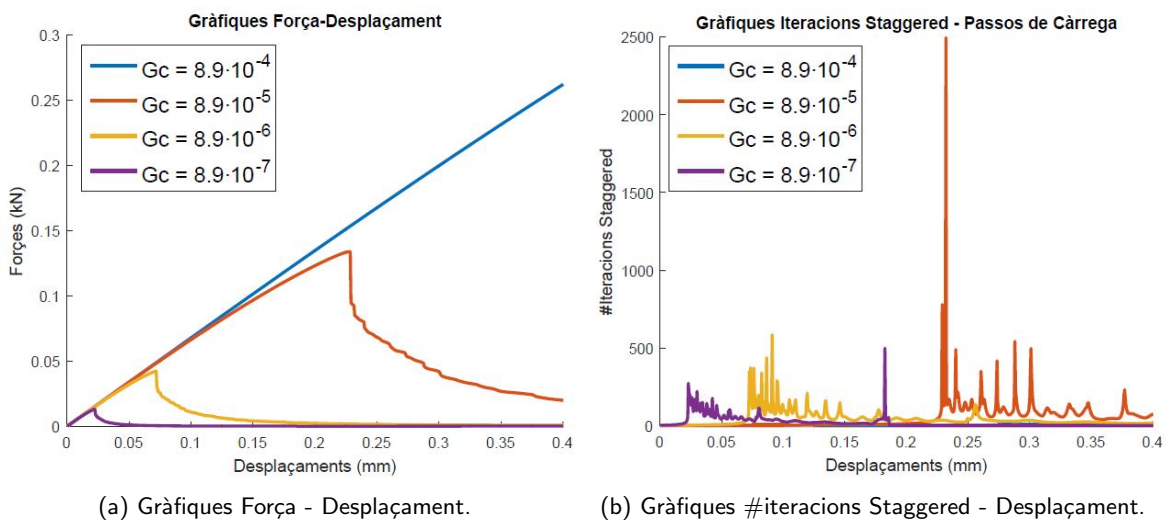 Gràfiques Força-Desplaçament
Gc = 8.9·10-4
Gc = 8.9·10-5
Gc = 8.9·10-6
Gc = 8.9·10-7
Forçes (kN)
0.3
0.25
0.2
0.15
0.1
0.05
0
0 0.05 0.1 0.15 0.2 0.25 0.3 0.35 0.4
Desplaçaments (mm)
(a) Gràfiques Força - Desplaçament.
Gràfiques Iteracions Staggered - Passos de Càrrega
Gc = 8.9·10-4
Gc = 8.9·10-5
Gc = 8.9·10-6
Gc = 8.9·10-7
#Iteracions Staggered
2500
2000
1500
1000
500
0
0 0.05 0.1 0.15 0.2 0.25 0.3 0.35 0.4
Desplaçaments (mm)
(b) Gràfiques #iteracions Staggered - Desplaçament.